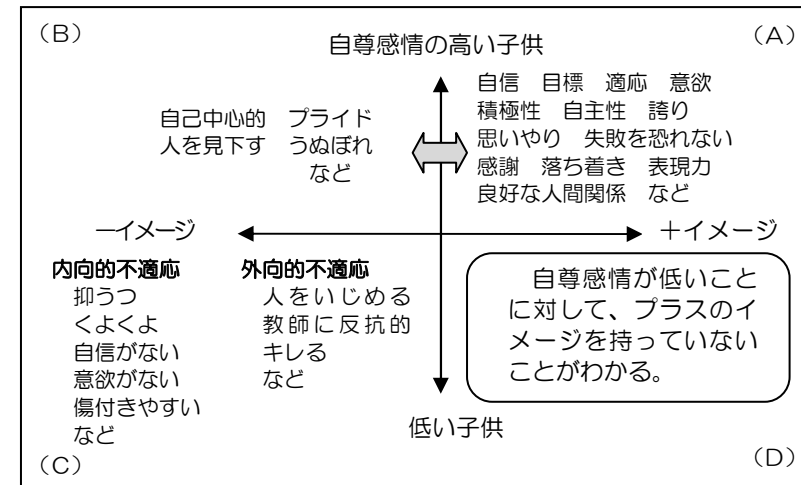 (B)
自尊感情の高い子供
(A)
自己中心的 プライド
人を見下す うぬぼれ
など
自信 目標 適応 意欲
積極性 自主性 誇り
思いやり 失敗を恐れない
感謝 落ち着き 表現力
良好な人間関係 など
－イメージ
＋イメージ
内向的不適応
抑うつ
くよくよ
自信がない
意欲がない
傷付きやすい
など
外向的不適応
人をいじめる
教師に反抗的
キレる
など
自尊感情が低いこと
に対して、プラスのイ
メージを持っていない
ことがわかる。
低い子供
(C)
(D)